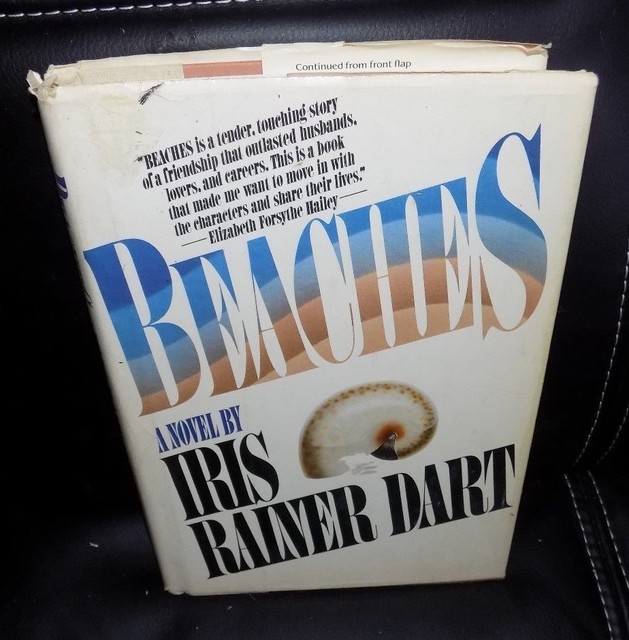 Continued from front flap
"BEACHES is a tender, touching story
of a friendship that outlasted husbands,
lovers, and careers. This is a book
that made me want to move in with
the characters and share their lives."
— Elizabeth Forsythe Hailey —
BEACHES
A NOVEL BY
IRIS
RAINER DART